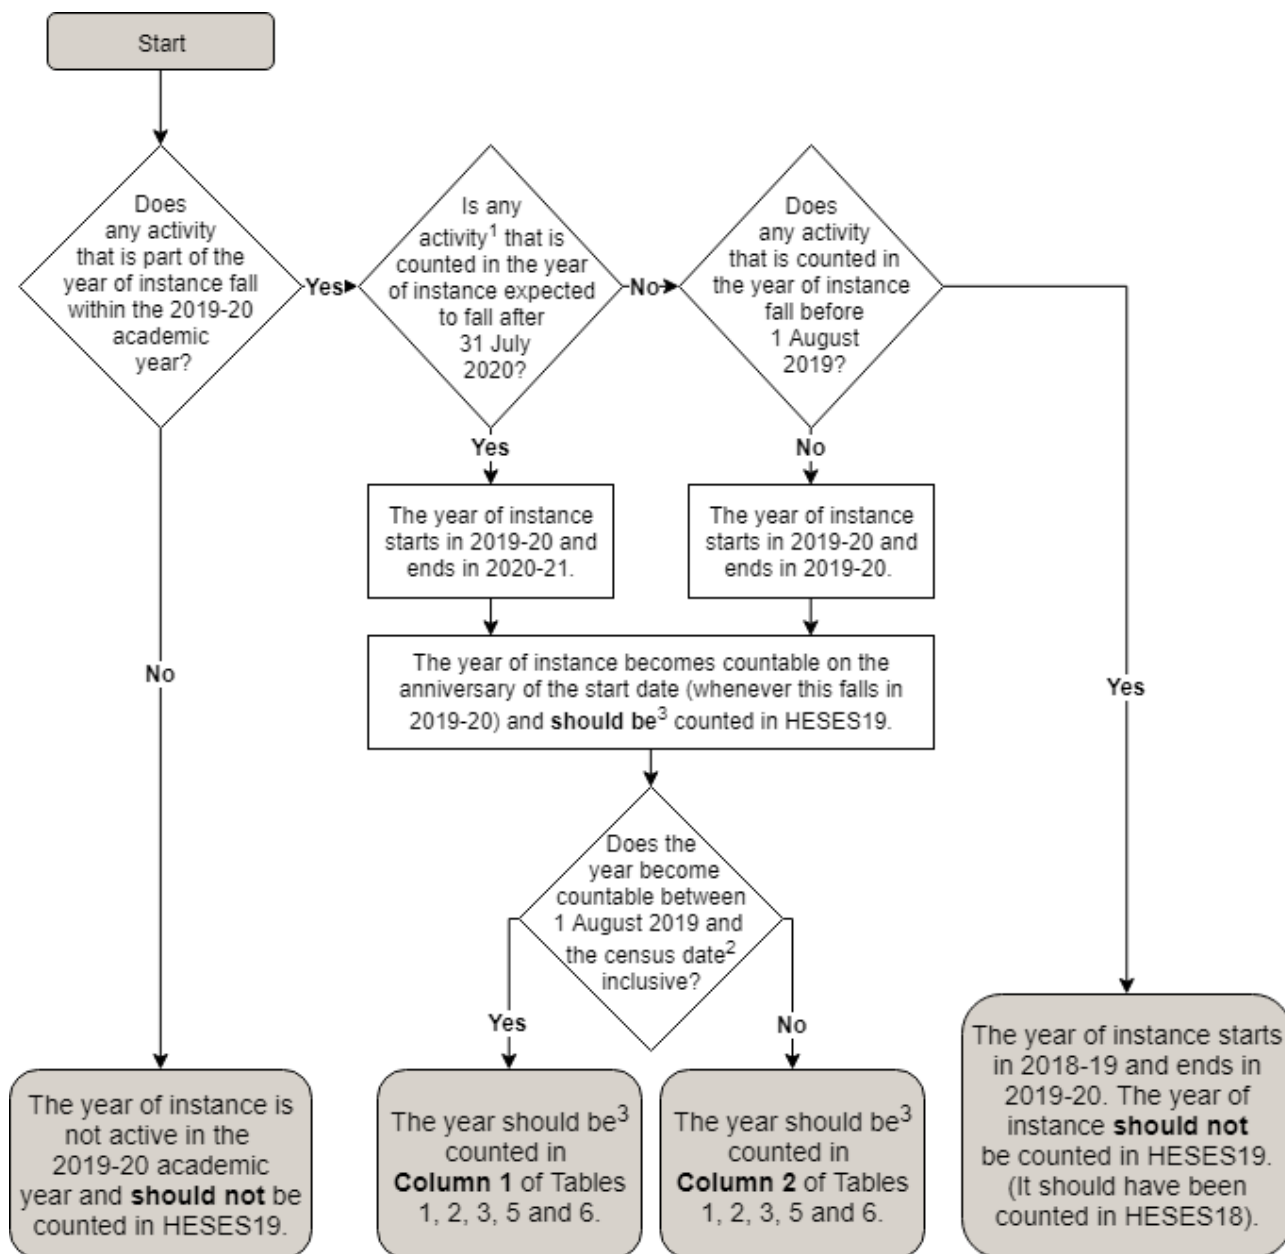 Start
Does
any activity
that is part of the
year of instance fall
within the 2019-20
academic
year?
Yes
Is any
activity¹ that is
counted in the year
of instance expected
to fall after
31 July
2020?
No
Does
any activity
that is counted in
the year of instance
fall before
1 August
2019?
Yes
No
The year of instance
starts in 2019-20 and
ends in 2020-21.
The year of instance
starts in 2019-20 and
ends in 2019-20.
The year of instance becomes countable on the
anniversary of the start date (whenever this falls in
2019-20) and should be³ counted in HESES19.
No
Yes
Does the
year become
countable between
1 August 2019 and
the census date²
inclusive?
Yes
No
The year of instance is
not active in the
2019-20 academic
year and should not be
counted in HESES19.
The year should be³
counted in
Column 1 of Tables
1, 2, 3, 5 and 6.
The year should be³
counted in
Column 2 of Tables
1, 2, 3, 5 and 6.
The year of instance starts
in 2018-19 and ends in
2019-20. The year of
instance should not
be counted in HESES19.
(It should have been
counted in HESES18).